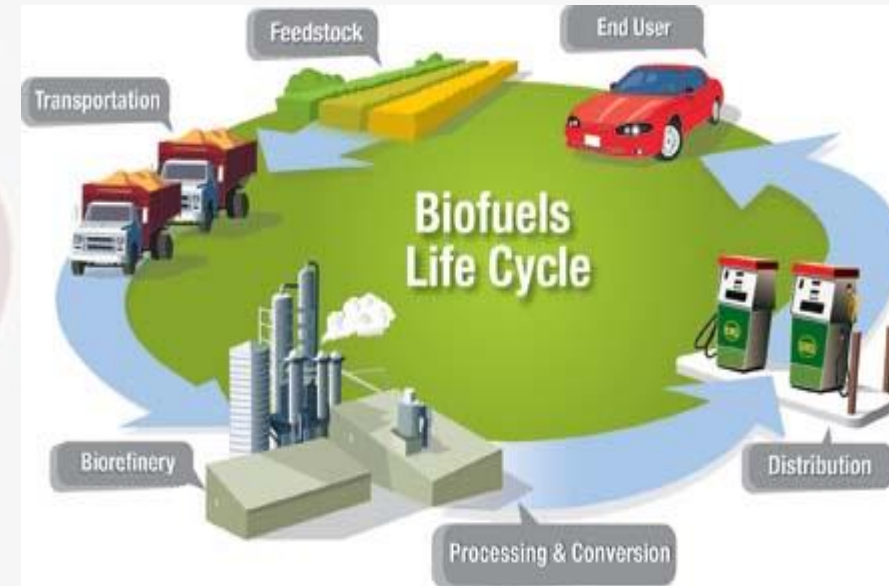 Feedstock
End User
Transportation
Biofuels
Life Cycle
Biorefinery
Distribution
Processing & Conversion